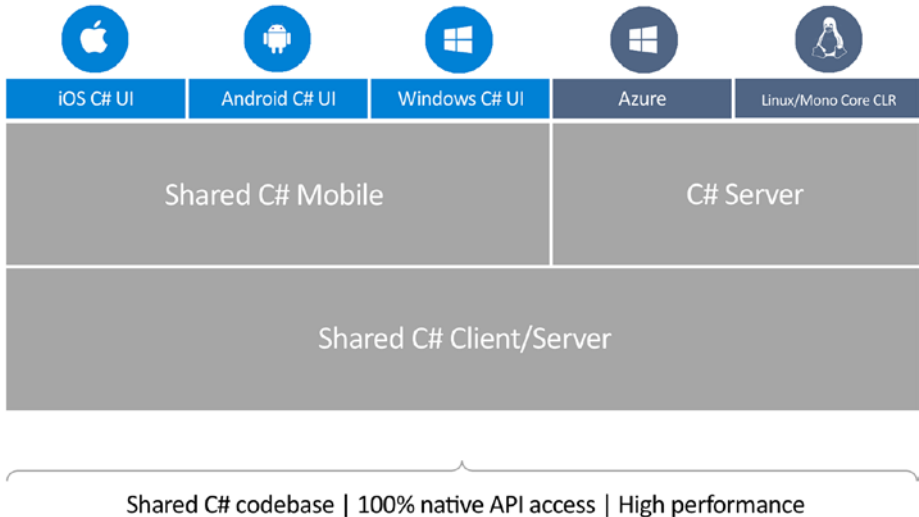 iOS C# UI
Android C# UI
Windows C# UI
Azure
Linux/Mono Core CLR
Shared C# Mobile
C# Server
Shared C# Client/Server
Shared C# codebase | 100% native API access | High performance